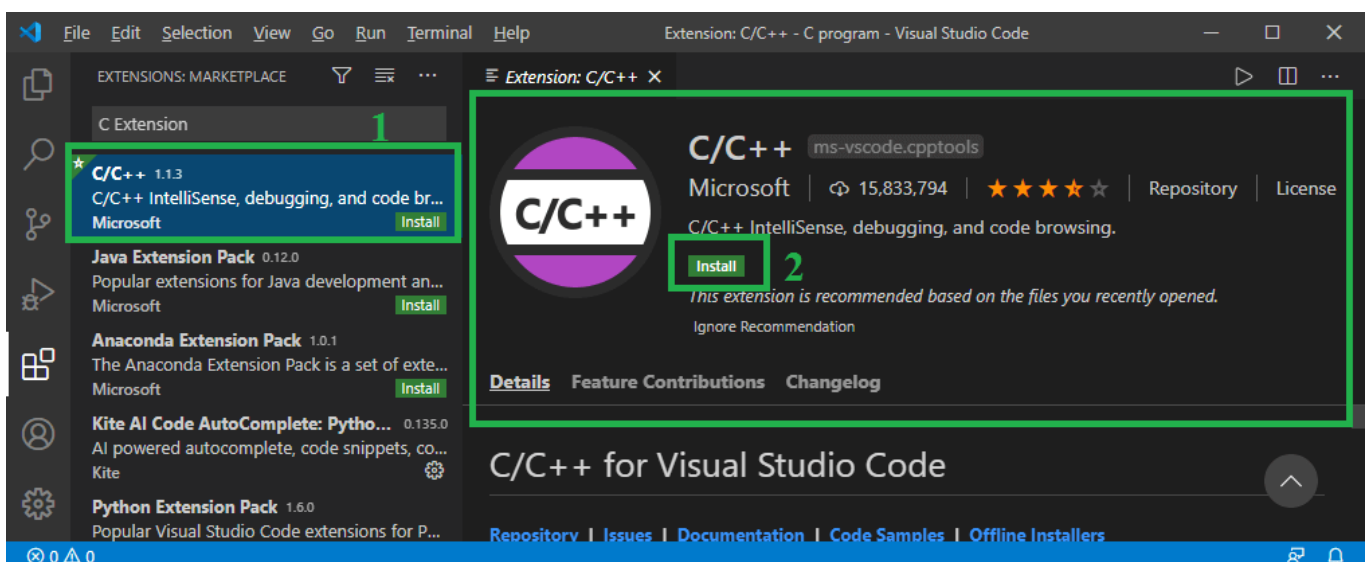 File Edit Selection View Go Run Terminal Help Extension: C/C++ - C program - Visual Studio Code
EXTENSIONS: MARKETPLACE
C Extension
1
C/C++ 1.1.3
C/C++ IntelliSense, debugging, and code br...
Microsoft Install
Java Extension Pack 0.12.0
Popular extensions for Java development an...
Microsoft Install
Anaconda Extension Pack 1.0.1
The Anaconda Extension Pack is a set of exte...
Microsoft Install
Kite AI Code AutoComplete: Pytho... 0.135.0
AI powered autocomplete, code snippets, co...
Kite
Python Extension Pack 1.6.0
Popular Visual Studio Code extensions for P...
0 0
Extension: C/C++
C/C++
C/C++ ms-vscode.cpptools
Microsoft 15,833,794 Repository License
C/C++ IntelliSense, debugging, and code browsing.
Install 2
This extension is recommended based on the files you recently opened.
Ignore Recommendation
Details Feature Contributions Changelog
C/C++ for Visual Studio Code
Repository | Issues | Documentation | Code Samples | Offline Installers